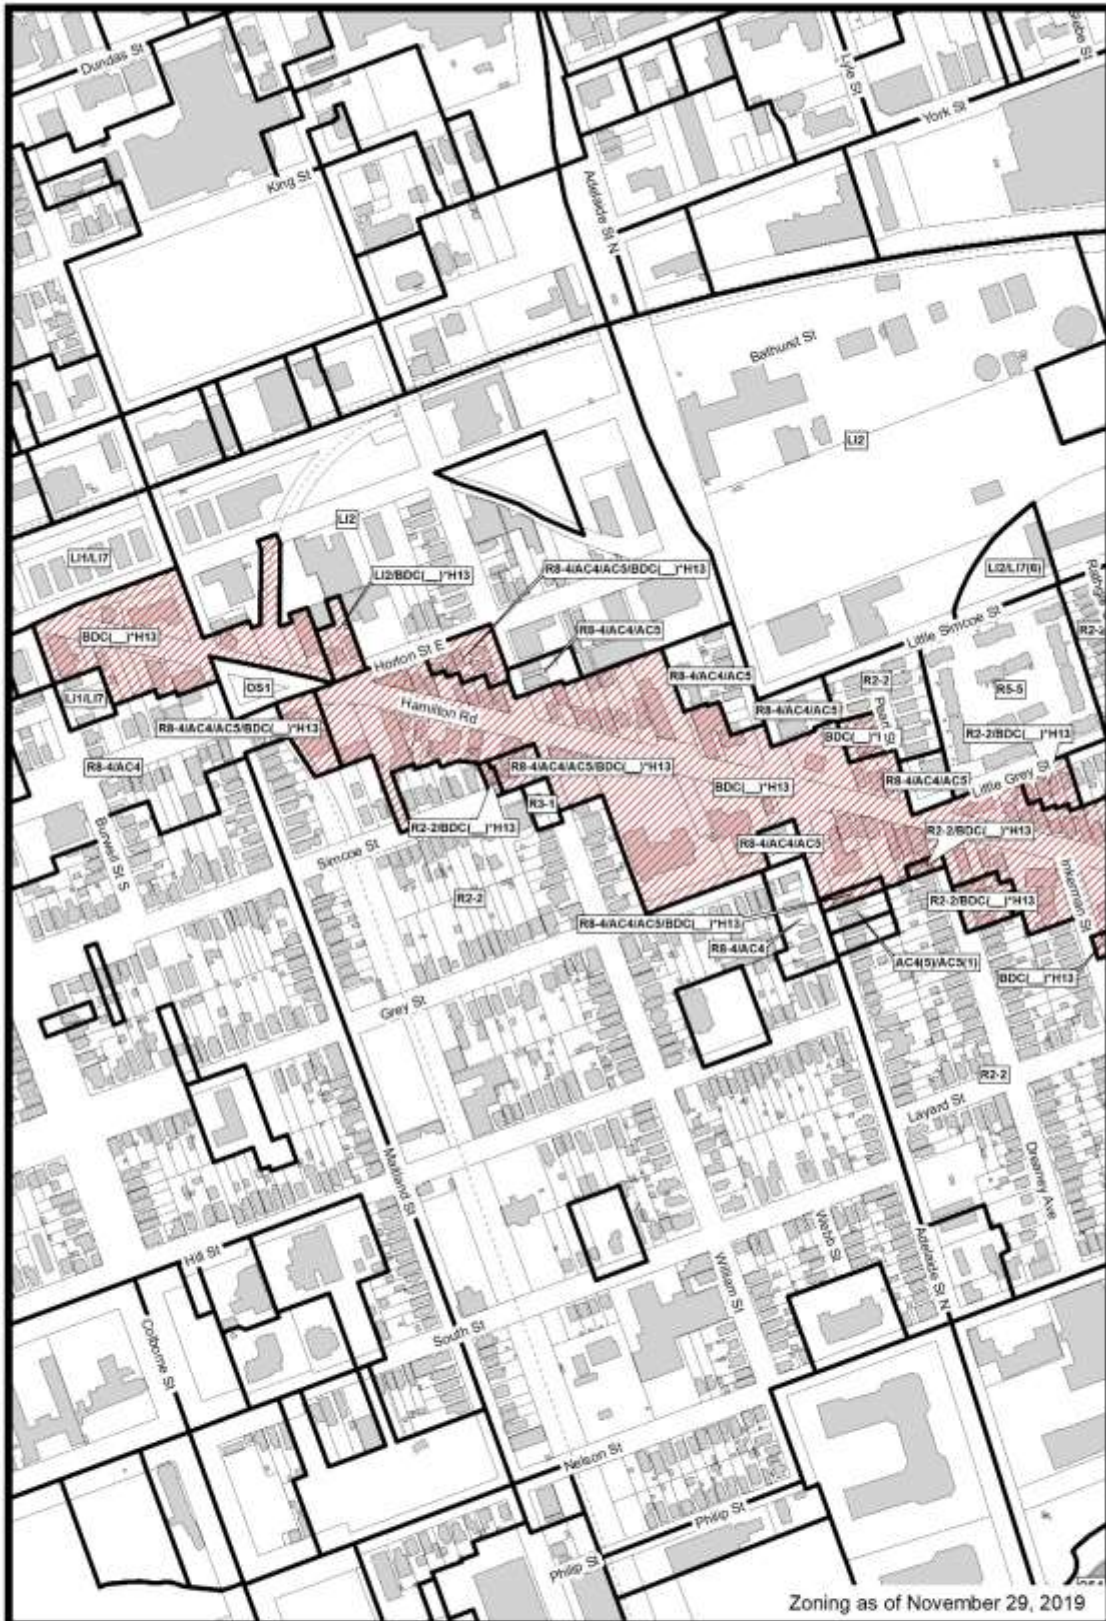 Dundas St
Lyle St
York St
King St
Adelaide St N
Bathurst St
LI2
LI2
LI1/LI7
LI2/BDC(__)*H13
R8-4/AC4/AC5/BDC(__)*H13
LI2/LI7(6)
BDC(__)*H13
R8-4/AC4/AC5
Little Simcoe St
Horton St E
R8-4/AC4/AC5
R2-2
R5-5
OS1
LI1/LI7
Hamilton Rd
R8-4/AC4/AC5
R8-4/AC4/AC5/BDC(__)*H13
R2-2/BDC(__)*H13
R8-4/AC4
R8-4/AC4/AC5/BDC(__)*H13
R8-4/AC4/AC5
BDC(__)*H13
Little Grey St
R3-1
R2-2/BDC(__)*H13
R2-2/BDC(__)*H13
R8-4/AC4/AC5
Burwell St S
Simcoe St
Inkerman St
R2-2
R2-2/BDC(__)*H13
R8-4/AC4/AC5/BDC(__)*H13
R8-4/AC4
AC4(5)/AC5(1)
BDC(__)*H13
Grey St
R2-2
Layard St
Maitland St
Dreaney Ave
Hill St
Webb St
Adelaide St N
William St
South St
Colborne St
Nelson St
Philip St
Philip St
Zoning as of November 29, 2019